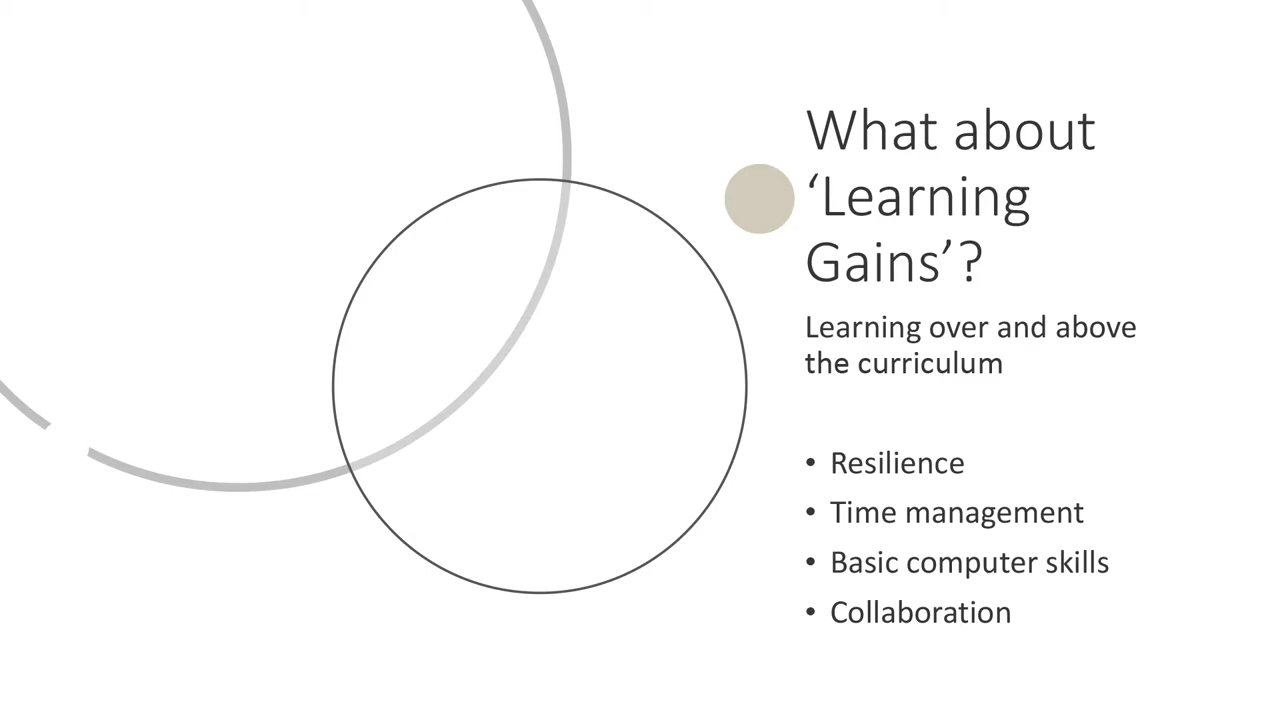 What about
‘Learning
Gains’?
Learning over and above
the curriculum
• Resilience
• Time management
• Basic computer skills
• Collaboration